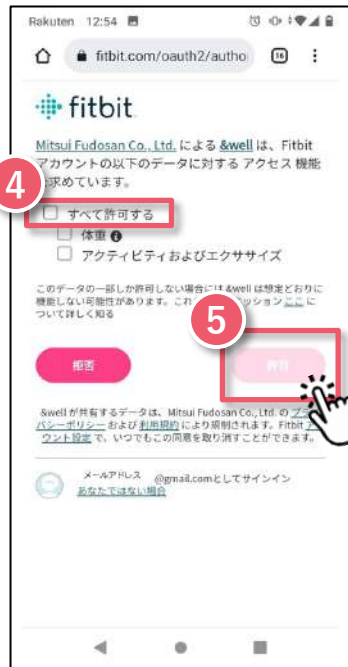 Rakuten 12:54
fitbit.com/oauth2/autho 16
fitbit
Mitsui Fudosan Co., Ltd. による &well は、Fitbit
アカウントの以下のデータに対する アクセス 機能
求めています。
4
すべて許可する
体重
アクティビティおよびエクササイズ
このデータの一部しか許可しない場合には &well は想定どおりに
機能しない可能性があります。これ ッション ここ に
ついて詳しく知る
5
拒否
許可
&well が共有するデータは、Mitsui Fudosan Co., Ltd. の プラ
バシーポリシー および 利用規約 により規制されます。Fitbit ア
ウント設定 で、いつでもこの同意を取り消すことができます。
メールアドレス @gmail.comとしてサインイン
あなたではない場合